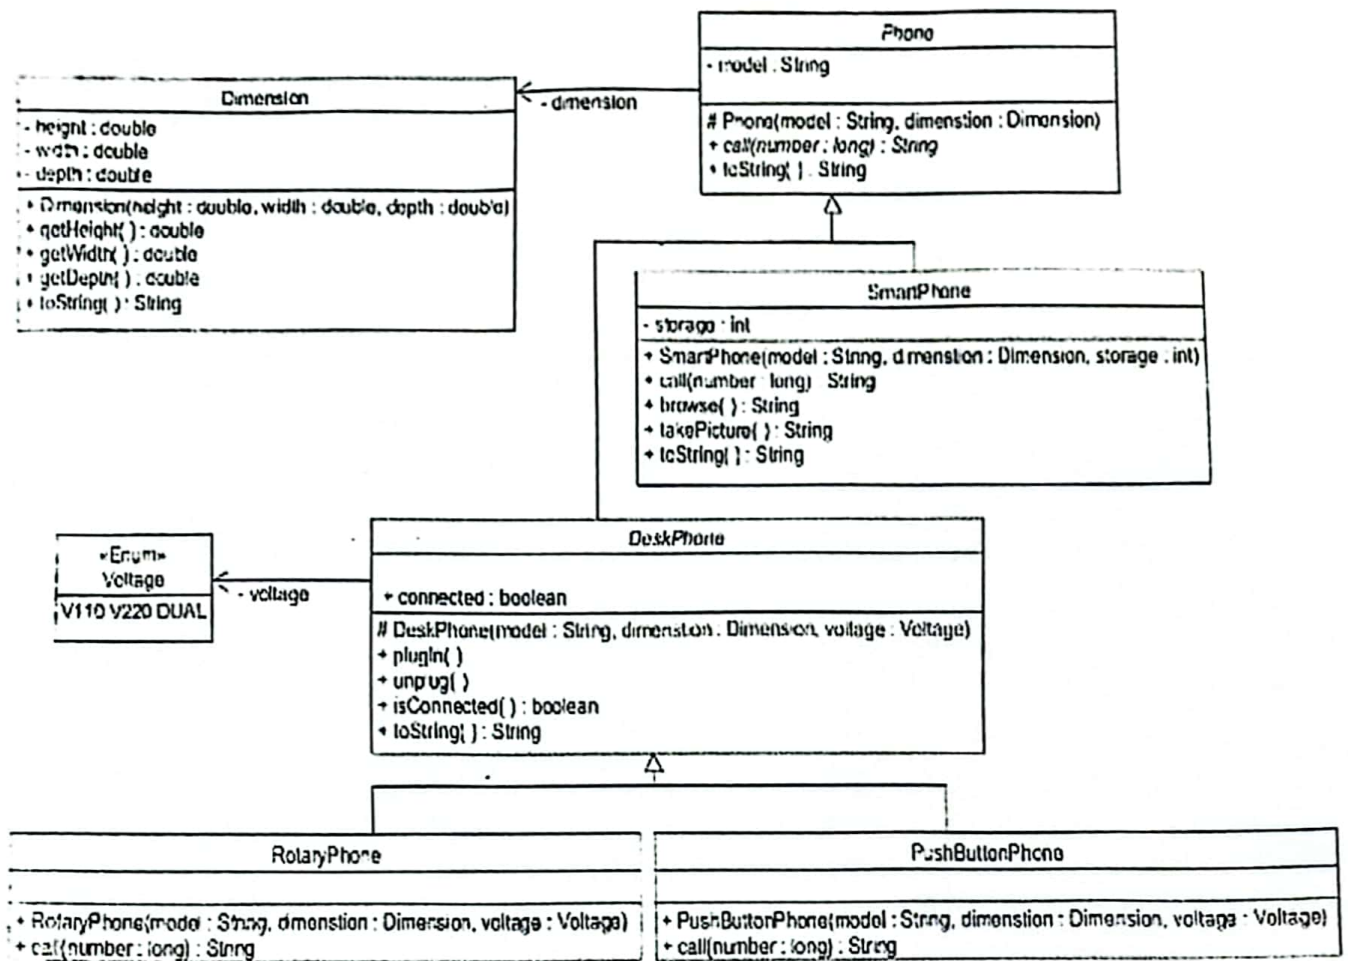 Phone
- model : String
# Phone(model : String, dimenstion : Dimension)
+ call(number : long) : String
+ toString( ) : String
- dimension
Dimension
- height : double
- width : double
- depth : double
+ Dimension(height : double, width : double, depth : double)
+ getHeight( ) : double
+ getWidth( ) : double
+ getDepth( ) : double
+ toString( ) : String
SmartPhone
- storage : int
+ SmartPhone(model : String, dimenstion : Dimension, storage : int)
+ call(number : long) : String
+ browse( ) : String
+ takePicture( ) : String
+ toString( ) : String
DeskPhone
+ connected : boolean
# DeskPhone(model : String, dimenstion : Dimension, voltage : Voltage)
+ plugIn( )
+ unplug( )
+ isConnected( ) : boolean
+ toString( ) : String
- voltage
«Enum»
Voltage
V110 V220 DUAL
RotaryPhone
+ RotaryPhone(model : String, dimenstion : Dimension, voltage : Voltage)
+ call(number : long) : String
PushButtonPhone
+ PushButtonPhone(model : String, dimenstion : Dimension, voltage : Voltage)
+ call(number : long) : String